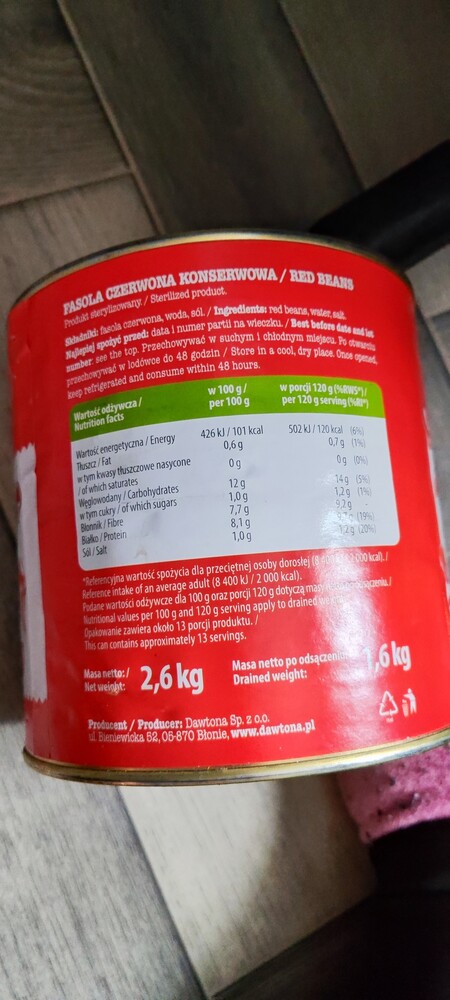 FASOLA CZERWONA KONSERWOWA / RED BEANS
Produkt sterylizowany. / Sterilized product.
Składniki: fasola czerwona, woda, sól. / Ingredients: red beans, water, salt.
Najlepiej spożyć przed: data i numer partii na wieczku. / Best before date and lot
number: see the top. Przechowywać w suchym i chłodnym miejscu. Po otwarciu
przechowywać w lodówce do 48 godzin / Store in a cool, dry place. Once opened,
keep refrigerated and consume within 48 hours.
Wartość odżywcza / w 100 g / w porcji 120 g (%RWS*) /
Nutrition facts per 100 g per 120 g serving (%RI*)
Wartość energetyczna / Energy 426 kJ / 101 kcal 502 kJ / 120 kcal (6%)
Tłuszcz / Fat 0,6 g 0,7 g (1%)
w tym kwasy tłuszczowe nasycone
/ of which saturates 0 g 0 g (0%)
Węglowodany / Carbohydrates 12 g 14 g (5%)
w tym cukry / of which sugars 1,0 g 1,2 g (1%)
Błonnik / Fibre 7,7 g 9,2 g -
Białko / Protein 8,1 g (19%)
Sól / Salt 1,0 g 1,2 g (20%)
*Referencyjna wartość spożycia dla przeciętnej osoby dorosłej (8 400 kJ / 2 000 kcal). /
Reference intake of an average adult (8 400 kJ / 2 000 kcal).
Podane wartości odżywcze dla 100 g oraz porcji 120 g dotyczą masy po odsączeniu. /
Nutritional values per 100 g and 120 g serving apply to drained
Opakowanie zawiera około 13 porcji produktu. /
This can contains approximately 13 servings.
Masa netto: / 2,6 kg Masa netto po odsączeniu ,6 kg
Net weight: Drained weight:
Producent / Producer: Dawtona Sp. z o.o.
ul. Bieniewicka 52, 05-870 Błonie, www.dawtona.pl